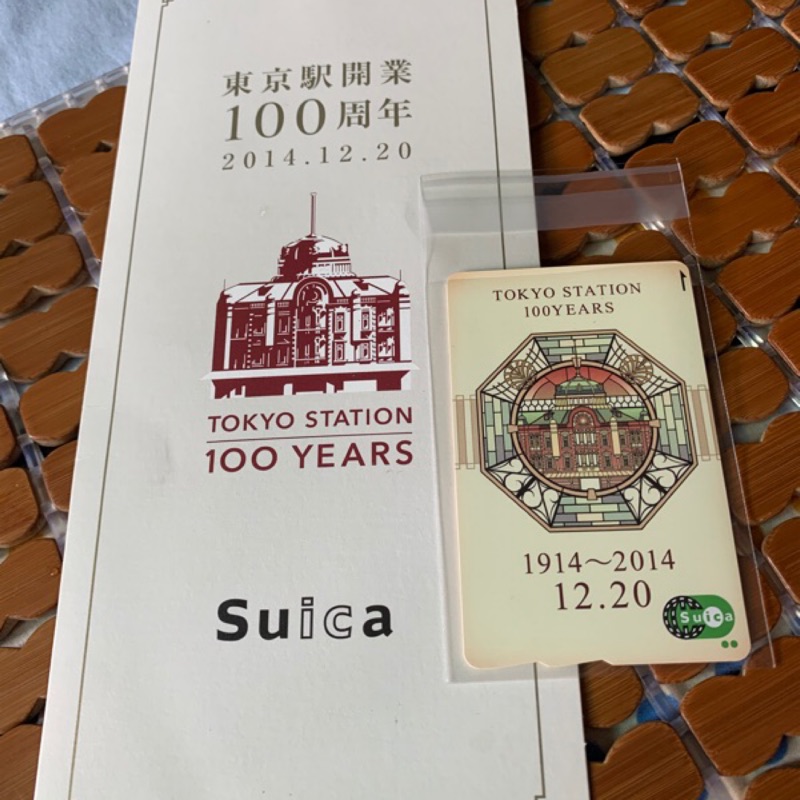 東京駅開業
100周年
2014.12.20
TOKYO STATION
100 YEARS
Suica
TOKYO STATION
100YEARS
1914～2014
12.20
Suica